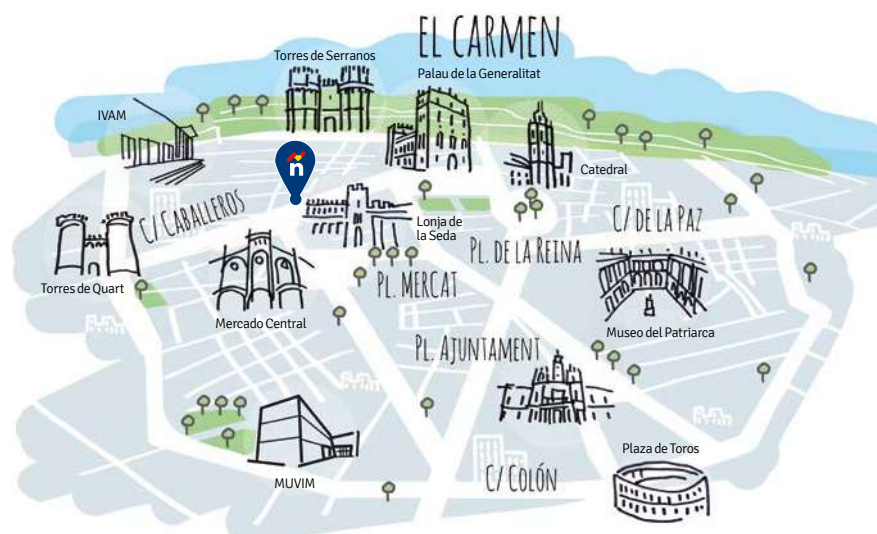 EL CARMEN
Torres de Serranos
Palau de la Generalitat
IVAM
ñ
Catedral
C/ CABALLEROS
Lonja de
la Seda
C/ DE LA PAZ
PL. DE LA REINA
Torres de Quart
PL. MERCAT
Mercado Central
Museo del Patriarca
PL. AJUNTAMENT
Plaza de Toros
MUVIM
C/ COLÓN